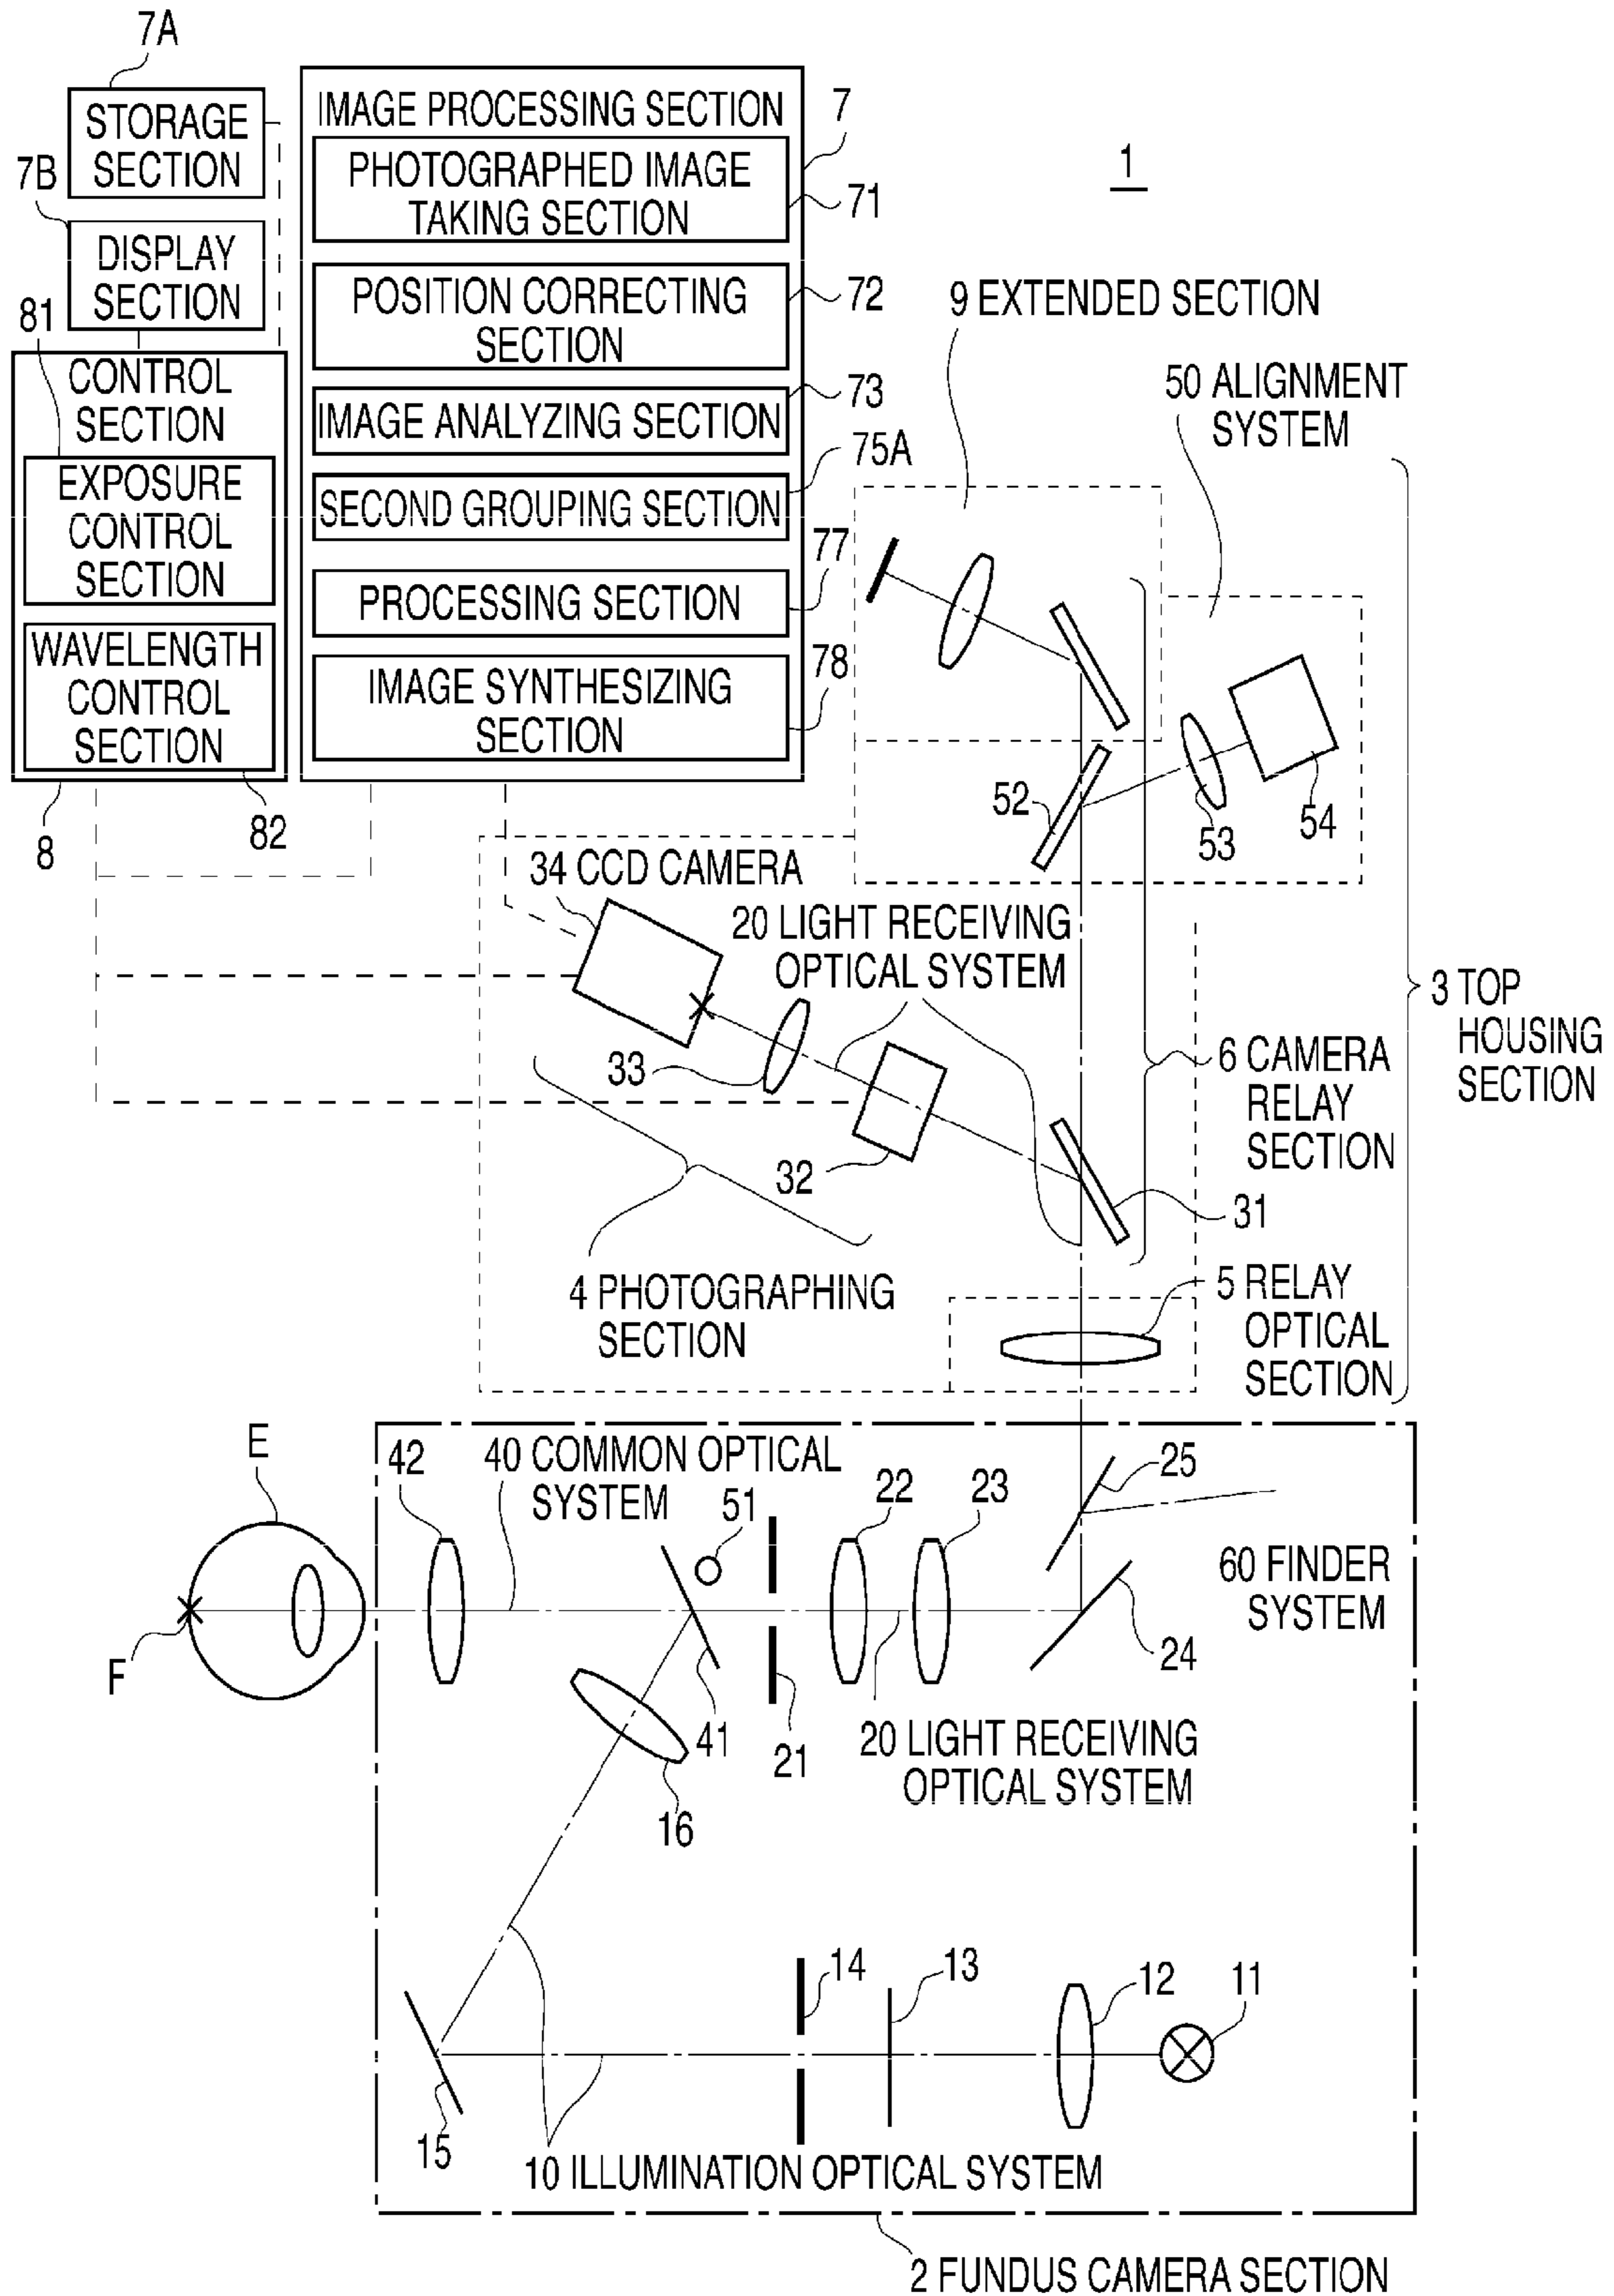 7A
STORAGE
SECTION
7B
DISPLAY
SECTION
81
CONTROL
SECTION
EXPOSURE
CONTROL
SECTION
WAVELENGTH
CONTROL
SECTION
8
82
IMAGE PROCESSING SECTION
7
PHOTOGRAPHED IMAGE
TAKING SECTION
71
POSITION CORRECTING
SECTION
72
IMAGE ANALYZING SECTION
73
SECOND GROUPING SECTION
75A
PROCESSING SECTION
77
IMAGE SYNTHESIZING
SECTION
78
1
9 EXTENDED SECTION
50 ALIGNMENT
SYSTEM
52
53
54
34 CCD CAMERA
20 LIGHT RECEIVING
OPTICAL SYSTEM
3 TOP
HOUSING
SECTION
33
6 CAMERA
RELAY
SECTION
32
31
4 PHOTOGRAPHING
SECTION
5 RELAY
OPTICAL
SECTION
E
42
40 COMMON OPTICAL
SYSTEM
51
22
23
25
60 FINDER
SYSTEM
F
24
41
21
20 LIGHT RECEIVING
OPTICAL SYSTEM
16
14
13
12
11
15
10 ILLUMINATION OPTICAL SYSTEM
2 FUNDUS CAMERA SECTION